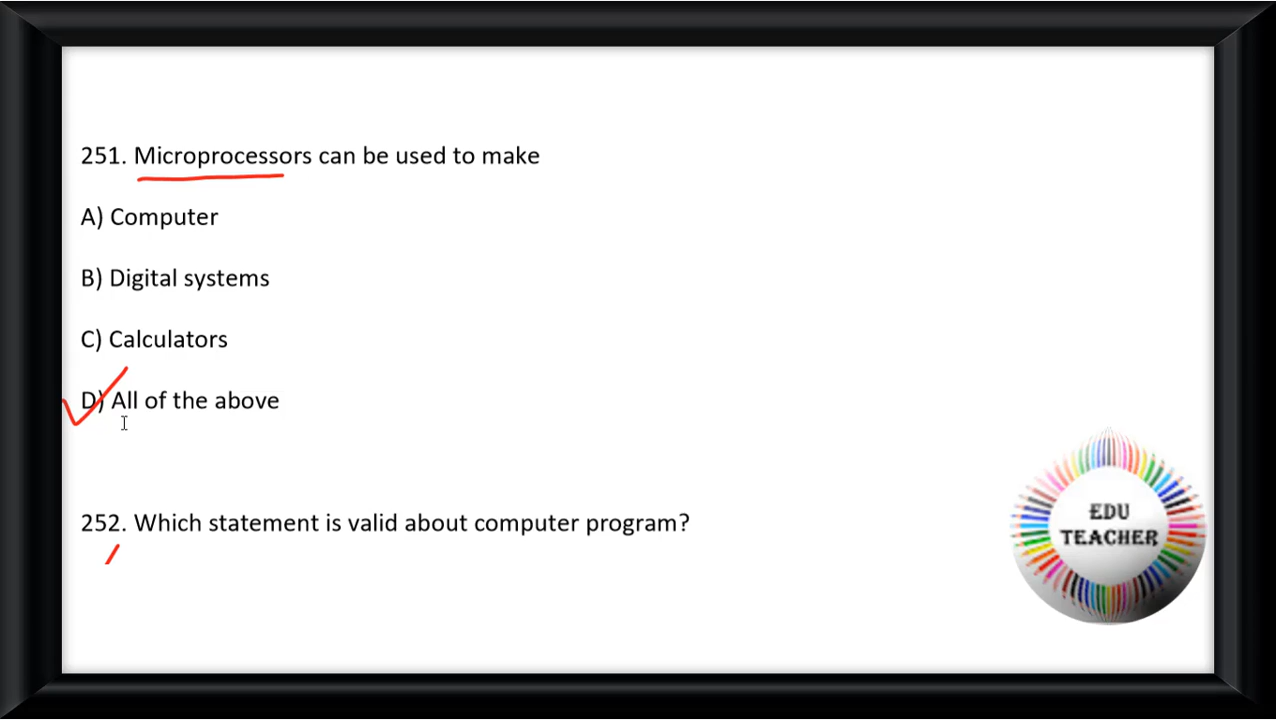 251. Microprocessors can be used to make
A) Computer
B) Digital systems
C) Calculators
D) All of the above
252. Which statement is valid about computer program?
EDU
TEACHER